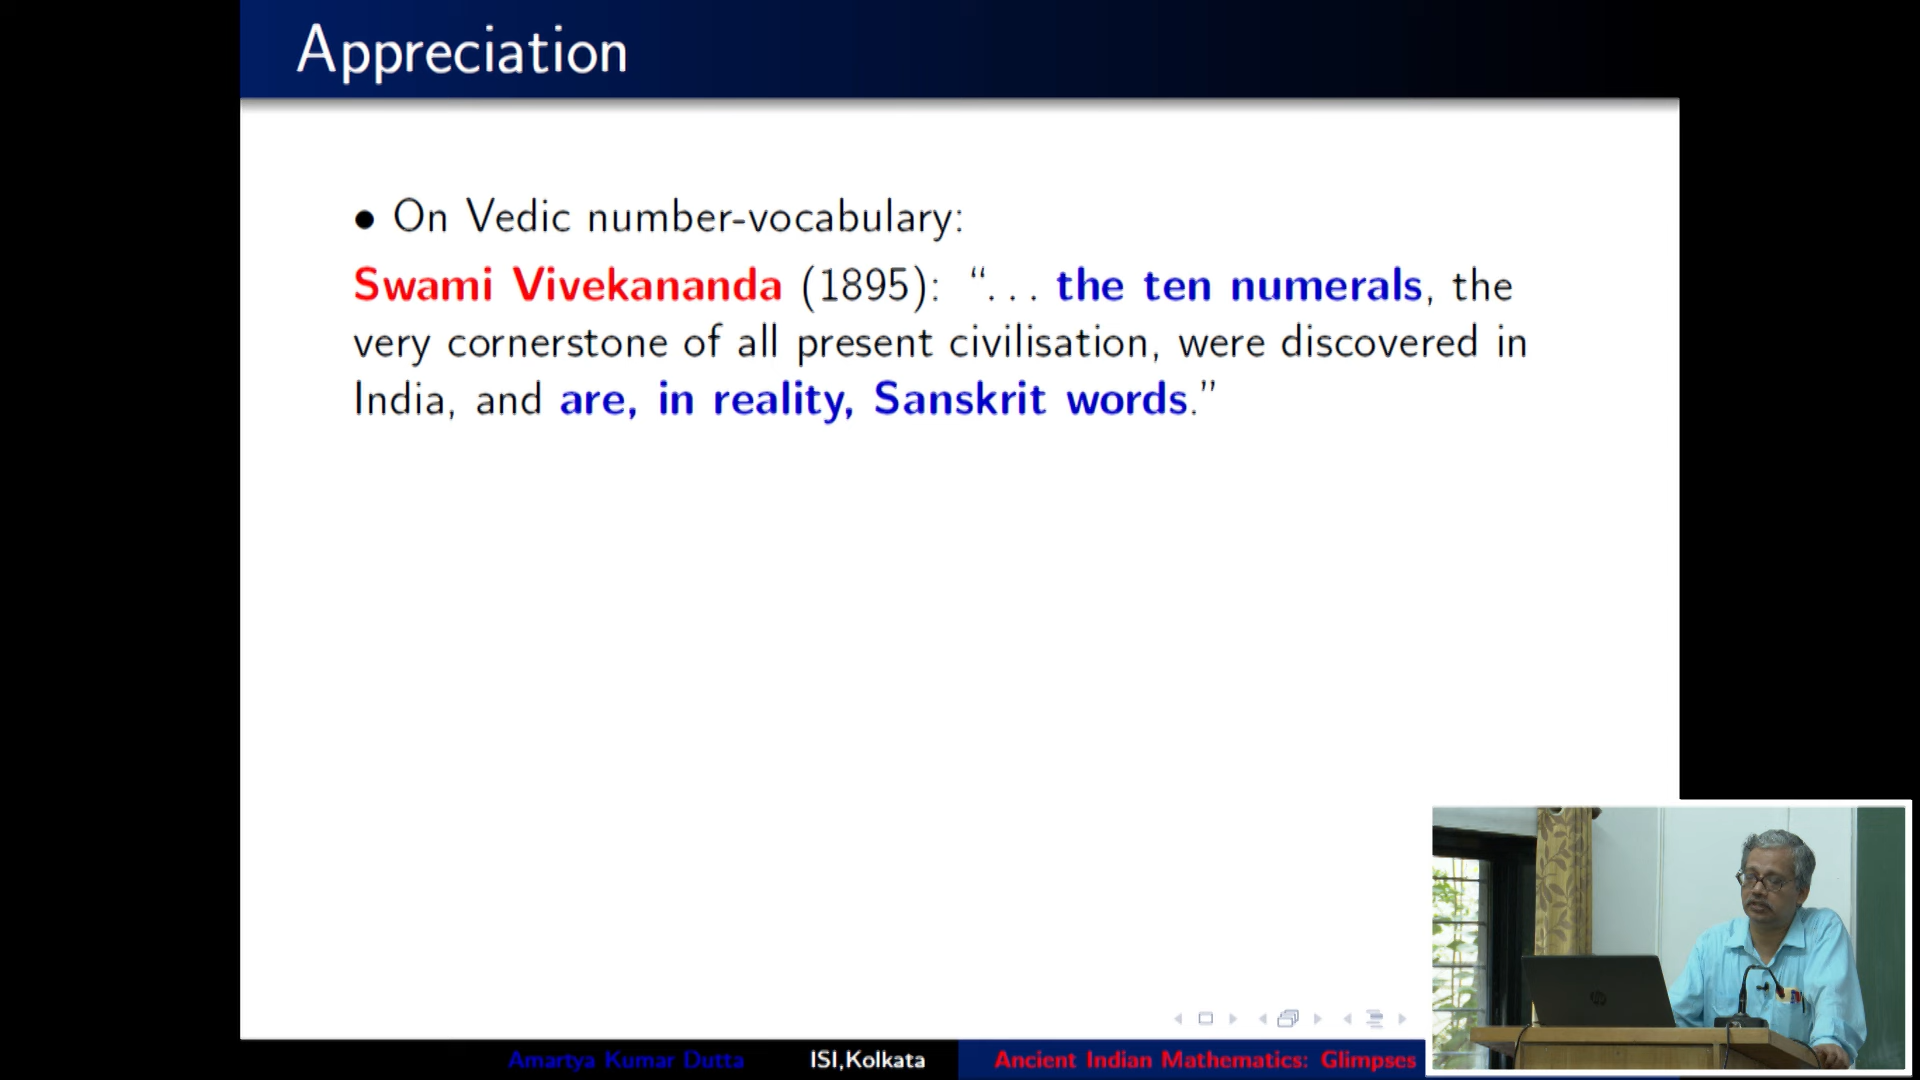 Appreciation
• On Vedic number-vocabulary:
Swami Vivekananda (1895): “. . . the ten numerals, the
very cornerstone of all present civilisation, were discovered in
India, and are, in reality, Sanskrit words.”
Amartya Kumar Dutta ISI,Kolkata Ancient Indian Mathematics: Glimpses